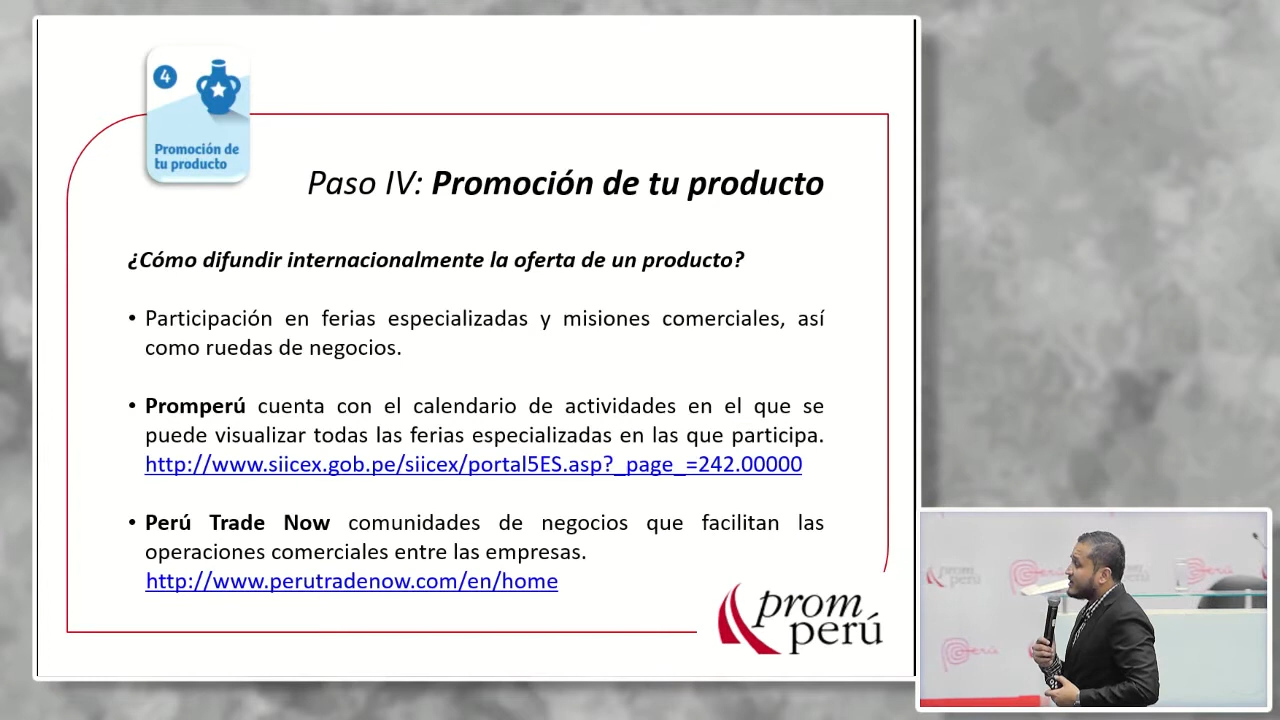 4
Promoción de
tu producto
Paso IV: Promoción de tu producto
¿Cómo difundir internacionalmente la oferta de un producto?
• Participación en ferias especializadas y misiones comerciales, así
como ruedas de negocios.
• Promperú cuenta con el calendario de actividades en el que se
puede visualizar todas las ferias especializadas en las que participa.
http://www.siicex.gob.pe/siicex/portal5ES.asp?_page_=242.00000
• Perú Trade Now comunidades de negocios que facilitan las
operaciones comerciales entre las empresas.
http://www.perutradenow.com/en/home
prom
perú
prom
perú
Perú
Perú